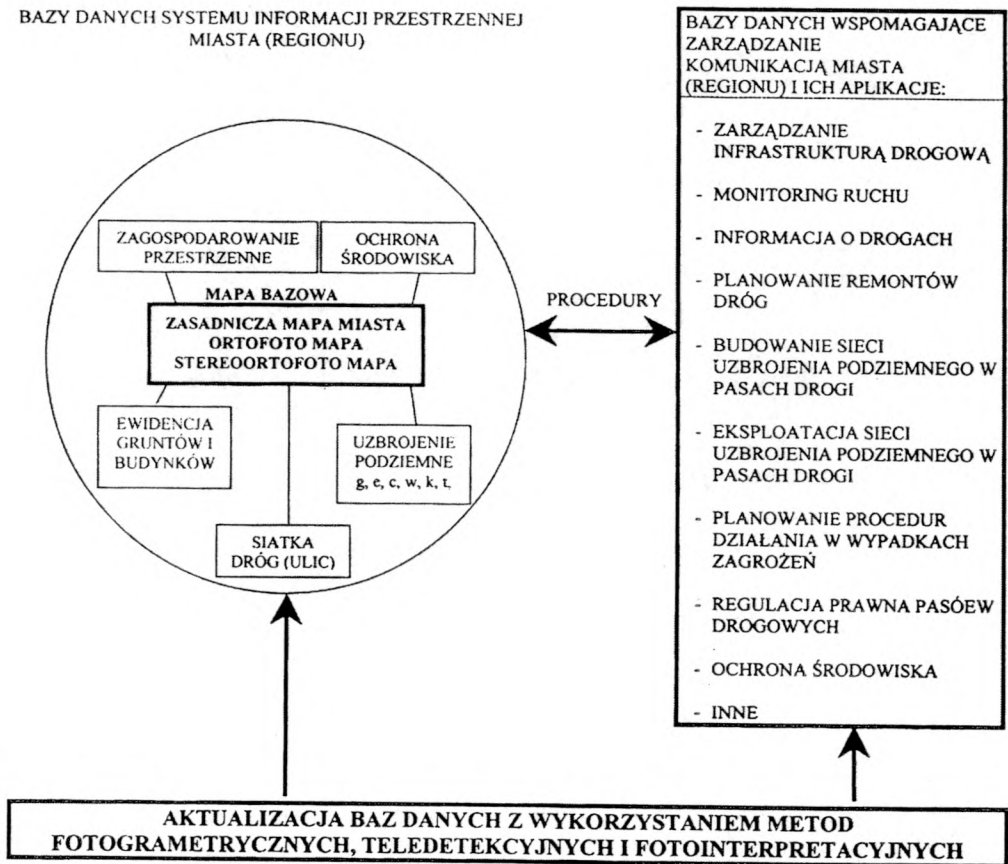 BAZY DANYCH SYSTEMU INFORMACJI PRZESTRZENNEJ
MIASTA (REGIONU)
ZAGOSPODAROWANIE
PRZESTRZENNE
OCHRONA
ŚRODOWISKA
MAPA BAZOWA
ZASADNICZA MAPA MIASTA
ORTOFOTO MAPA
STEREOORTOFOTO MAPA
EWIDENCJA
GRUNTÓW I
BUDYNKÓW
UZBROJENIE
PODZIEMNE
g, e, c, w, k, t,
SIATKA
DRÓG (ULIC)
PROCEDURY
BAZY DANYCH WSPOMAGAJĄCE
ZARZĄDZANIE
KOMUNIKACJĄ MIASTA
(REGIONU) I ICH APLIKACJE:
- ZARZĄDZANIE
INFRASTRUKTURĄ DROGOWĄ
- MONITORING RUCHU
- INFORMACJA O DROGACH
- PLANOWANIE REMONTÓW
DRÓG
- BUDOWANIE SIECI
UZBROJENIA PODZIEMNEGO W
PASACH DROGI
- EKSPLOATACJA SIECI
UZBROJENIA PODZIEMNEGO W
PASACH DROGI
- PLANOWANIE PROCEDUR
DZIAŁANIA W WYPADKACH
ZAGROŻEŃ
- REGULACJA PRAWNA PASÓEW
DROGOWYCH
- OCHRONA ŚRODOWISKA
- INNE
AKTUALIZACJA BAZ DANYCH Z WYKORZYSTANIEM METOD
FOTOGRAMETRYCZNYCH, TELEDETEKCYJNYCH I FOTOINTERPRETACYJNYCH